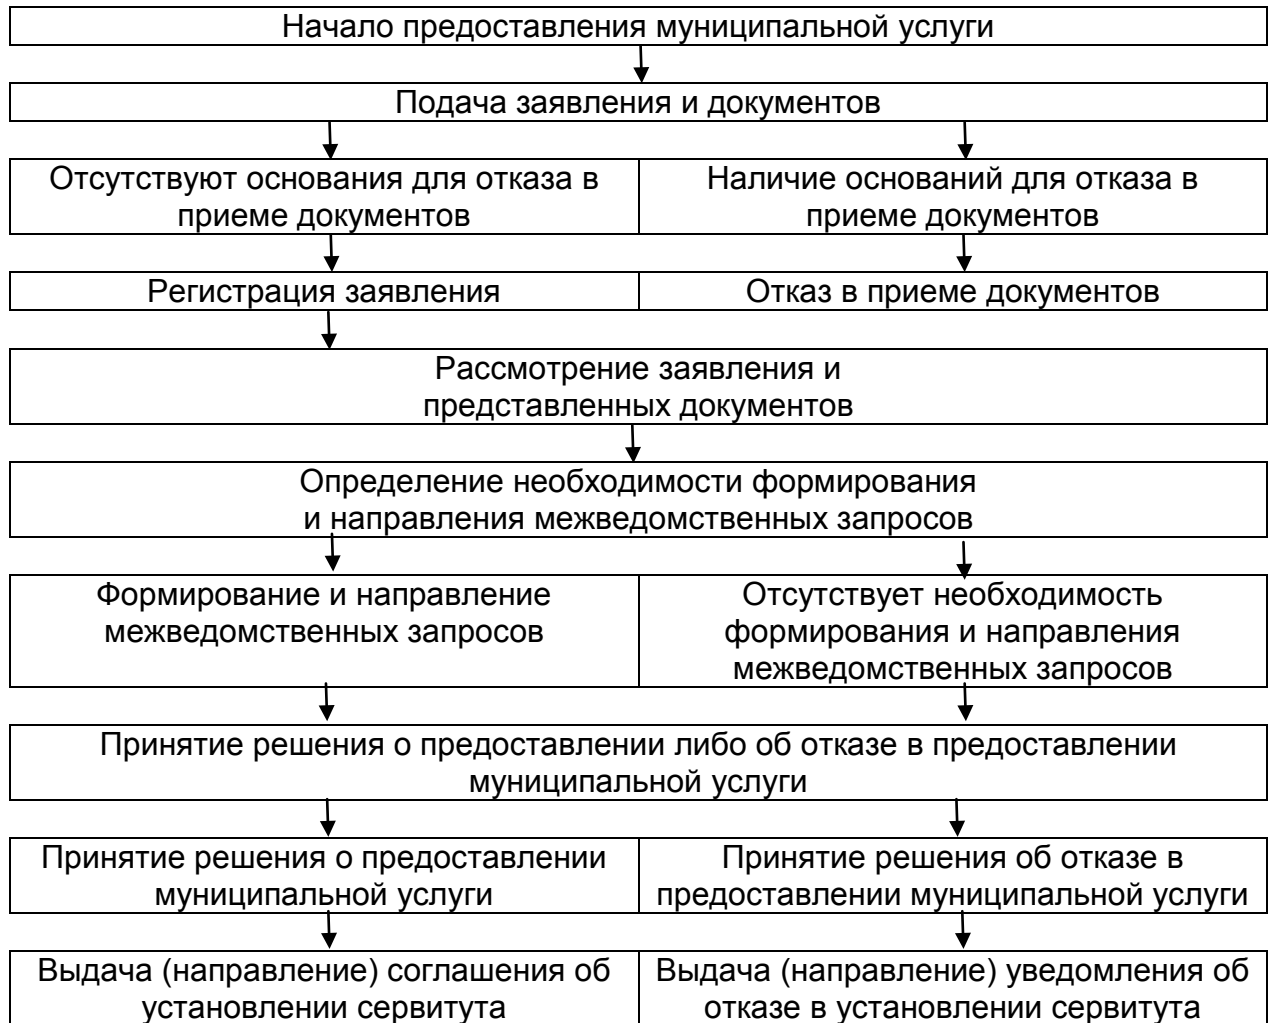 Начало предоставления муниципальной услуги
Подача заявления и документов
Отсутствуют основания для отказа в
приеме документов
Наличие оснований для отказа в
приеме документов
Регистрация заявления
Отказ в приеме документов
Рассмотрение заявления и
представленных документов
Определение необходимости формирования
и направления межведомственных запросов
Формирование и направление
межведомственных запросов
Отсутствует необходимость
формирования и направления
межведомственных запросов
Принятие решения о предоставлении либо об отказе в предоставлении
муниципальной услуги
Принятие решения о предоставлении
муниципальной услуги
Принятие решения об отказе в
предоставлении муниципальной услуги
Выдача (направление) соглашения об
установлении сервитута
Выдача (направление) уведомления об
отказе в установлении сервитута